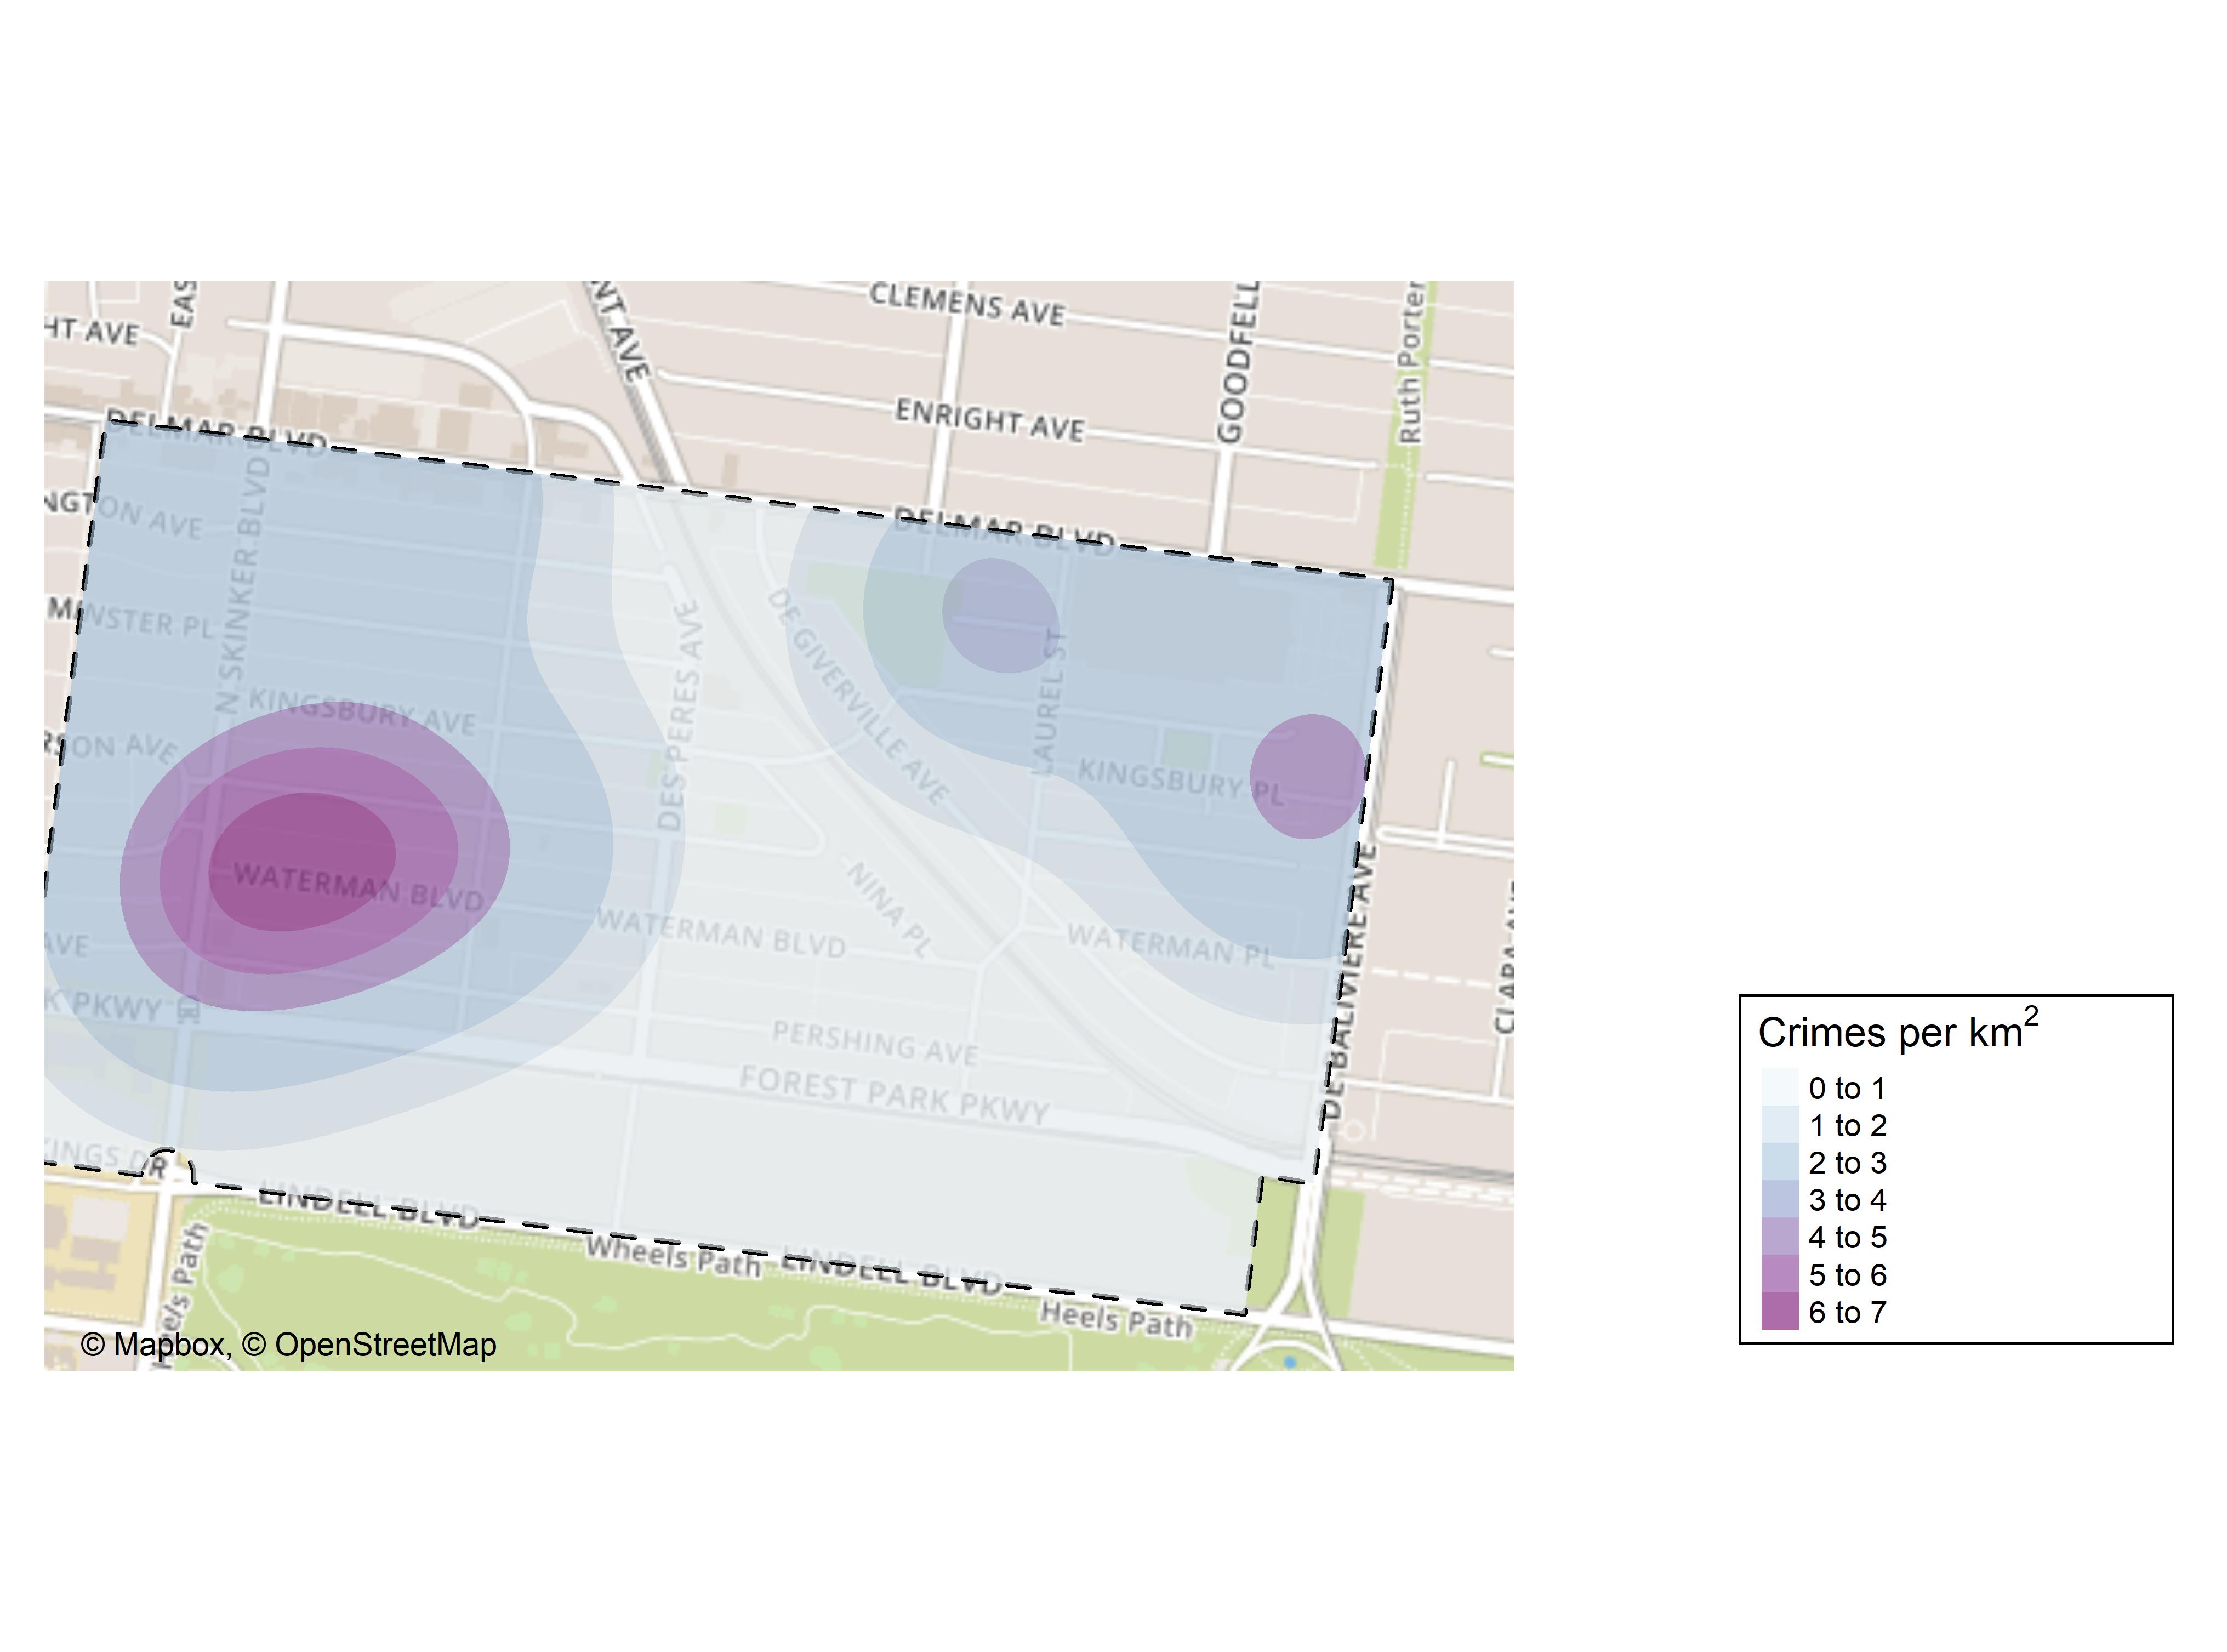 CLEMENS AVE
EAS
NT AVE
GOODFELL
Ruth Porter
HT AVE
ENRIGHT AVE
DELMAR BLVD
NGTON AVE
DELMAR BLVD
N SKINKER BLVD
MINSTER PL
DE GIVERVILLE AVE
DES PERES AVE
LAUREL ST
KINGSBURY AVE
RSON AVE
KINGSBURY PL
WATERMAN BLVD
NINA PL
WATERMAN BLVD
WATERMAN PL
AVE
DE BALIVIERE AVE
CLARA AVE
K PKWY
PERSHING AVE
FOREST PARK PKWY
KINGS DR
LINDELL BLVD
Wheels Path
LINDELL BLVD
Heels Path
Heels Path
© Mapbox, © OpenStreetMap
Crimes per km²
0 to 1
1 to 2
2 to 3
3 to 4
4 to 5
5 to 6
6 to 7